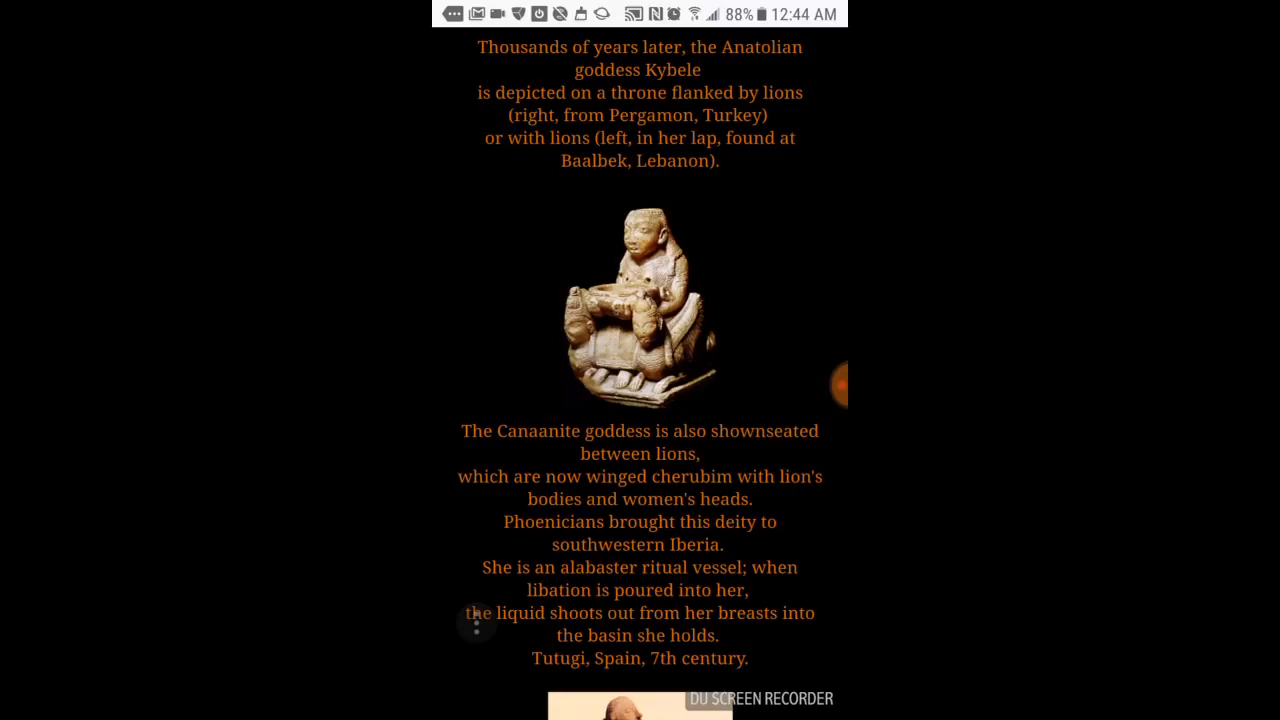 88% 12:44 AM
Thousands of years later, the Anatolian
goddess Kybele
is depicted on a throne flanked by lions
(right, from Pergamon, Turkey)
or with lions (left, in her lap, found at
Baalbek, Lebanon).
The Canaanite goddess is also shownseated
between lions,
which are now winged cherubim with lion's
bodies and women's heads.
Phoenicians brought this deity to
southwestern Iberia.
She is an alabaster ritual vessel; when
libation is poured into her,
the liquid shoots out from her breasts into
the basin she holds.
Tutugi, Spain, 7th century.
DU SCREEN RECORDER